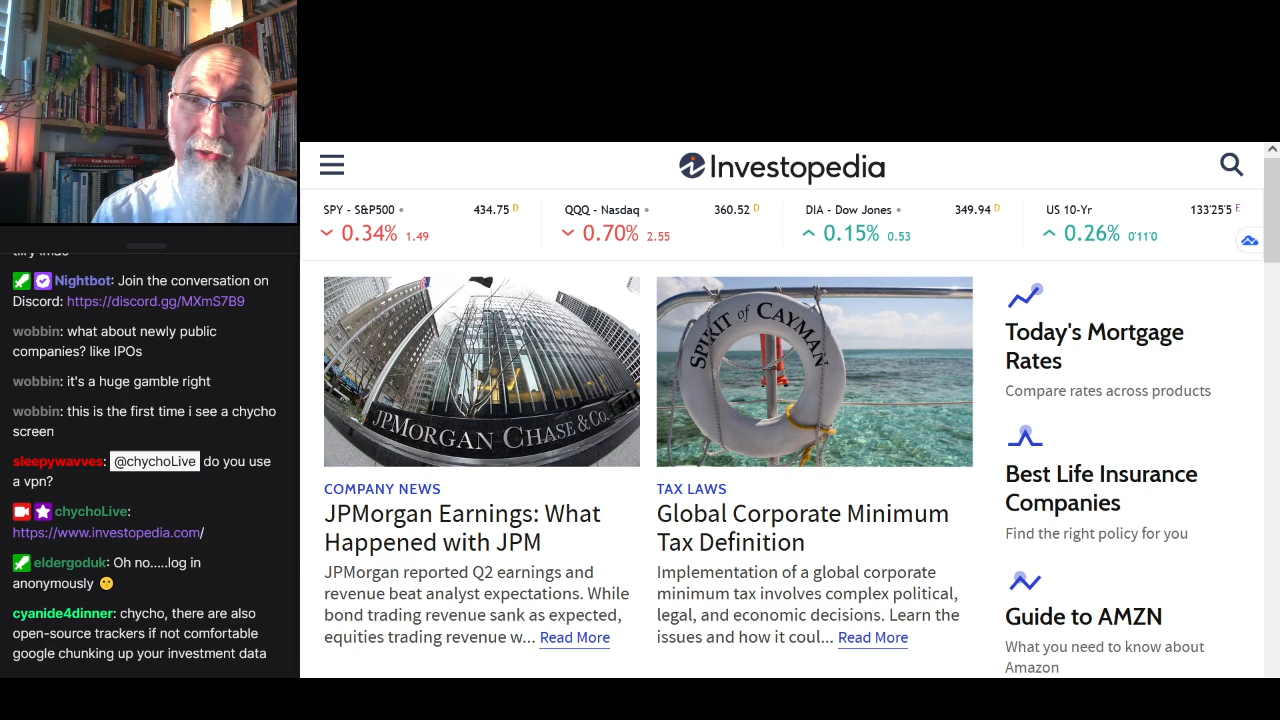 Nightbot: Join the conversation on
Discord: https://discord.gg/MXmS7B9
wobbin: what about newly public
companies? like IPOs
wobbin: it's a huge gamble right
wobbin: this is the first time i see a chycho
screen
sleepywavves: @chychoLive do you use
a vpn?
chychoLive:
https://www.investopedia.com/
eldergoduk: Oh no.....log in
anonymously
cyanide4dinner: chycho, there are also
open-source trackers if not comfortable
google chunking up your investment data
Investopedia
SPY - S&P500 434.75 D
0.34% 1.49
QQQ - Nasdaq 360.52 D
0.70% 2.55
DIA - Dow Jones 349.94 D
0.15% 0.53
US 10-Yr 133'25'5 E
0.26% 0'11'0
JPMORGAN CHASE & CO.
COMPANY NEWS
JPMorgan Earnings: What
Happened with JPM
JPMorgan reported Q2 earnings and
revenue beat analyst expectations. While
bond trading revenue sank as expected,
equities trading revenue w... Read More
SPIRIT of CAYMAN
TAX LAWS
Global Corporate Minimum
Tax Definition
Implementation of a global corporate
minimum tax involves complex political,
legal, and economic decisions. Learn the
issues and how it coul... Read More
Today's Mortgage
Rates
Compare rates across products
Best Life Insurance
Companies
Find the right policy for you
Guide to AMZN
What you need to know about
Amazon